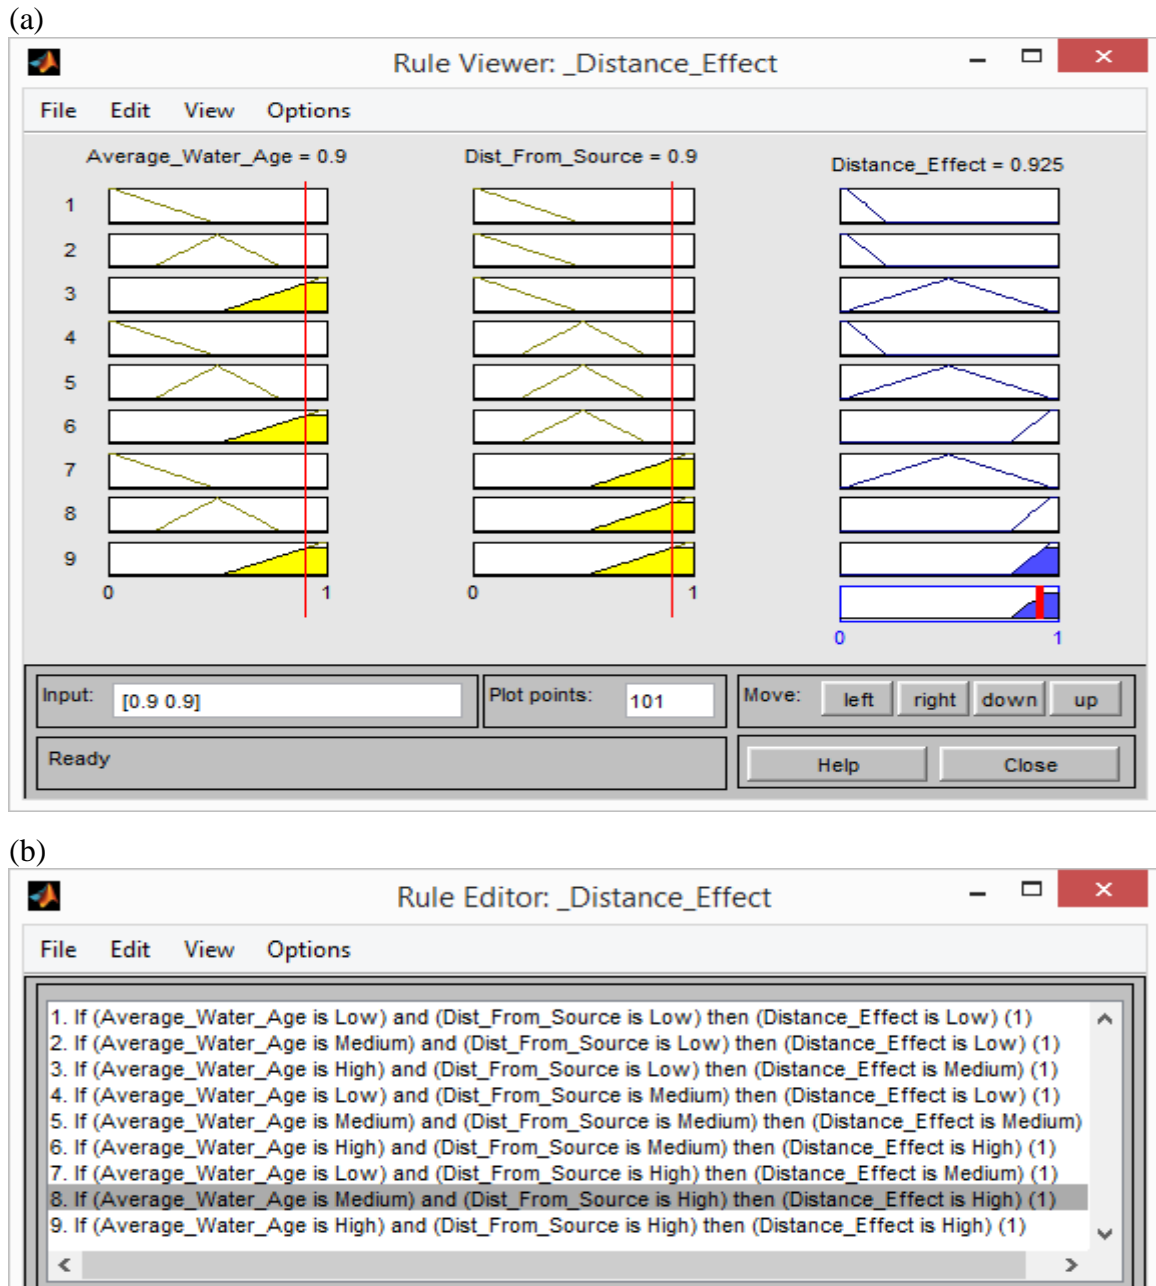 (a)
Rule Viewer: _Distance_Effect
File Edit View Options
Average_Water_Age = 0.9 Dist_From_Source = 0.9 Distance_Effect = 0.925
1
2
3
4
5
6
7
8
9
0 1 0 1
0 1
Input: [0.9 0.9] Plot points: 101 Move: left right down up
Ready Help Close
(b)
Rule Editor: _Distance_Effect
File Edit View Options
1. If (Average_Water_Age is Low) and (Dist_From_Source is Low) then (Distance_Effect is Low) (1)
2. If (Average_Water_Age is Medium) and (Dist_From_Source is Low) then (Distance_Effect is Low) (1)
3. If (Average_Water_Age is High) and (Dist_From_Source is Low) then (Distance_Effect is Medium) (1)
4. If (Average_Water_Age is Low) and (Dist_From_Source is Medium) then (Distance_Effect is Low) (1)
5. If (Average_Water_Age is Medium) and (Dist_From_Source is Medium) then (Distance_Effect is Medium)
6. If (Average_Water_Age is High) and (Dist_From_Source is Medium) then (Distance_Effect is High) (1)
7. If (Average_Water_Age is Low) and (Dist_From_Source is High) then (Distance_Effect is Medium) (1)
8. If (Average_Water_Age is Medium) and (Dist_From_Source is High) then (Distance_Effect is High) (1)
9. If (Average_Water_Age is High) and (Dist_From_Source is High) then (Distance_Effect is High) (1)